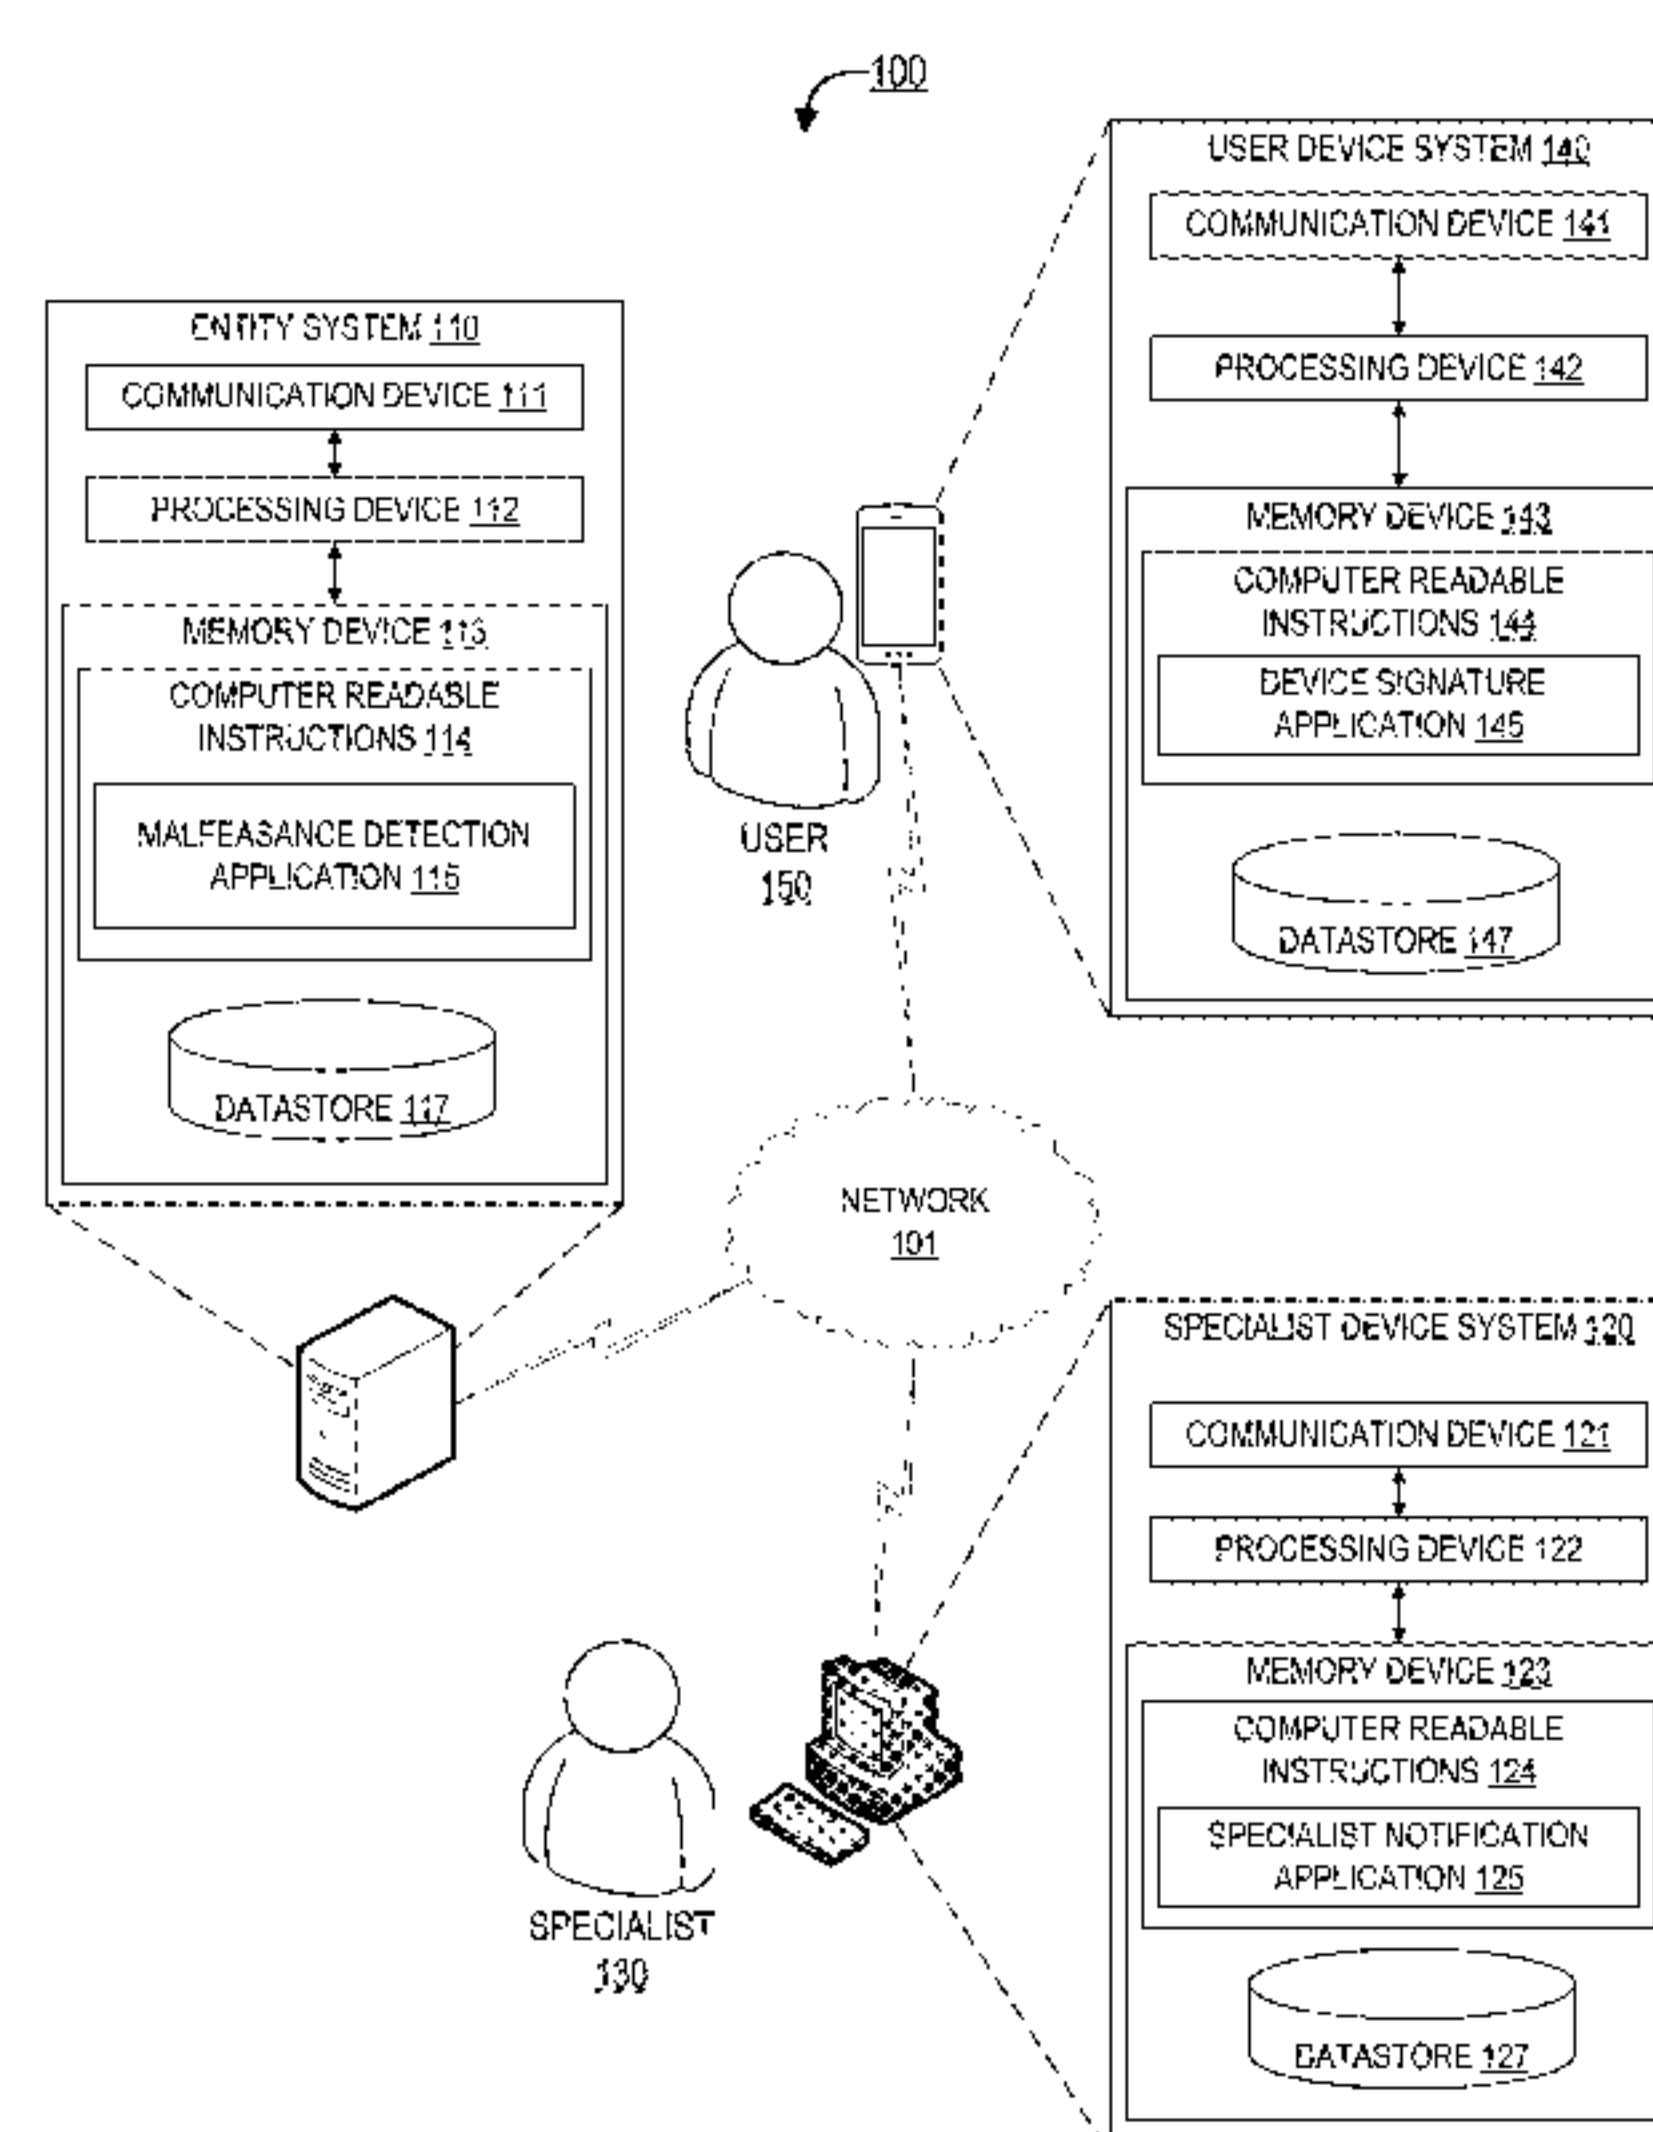 100
USER DEVICE SYSTEM 140
COMMUNICATION DEVICE 141
PROCESSING DEVICE 142
MEMORY DEVICE 143
COMPUTER READABLE
INSTRUCTIONS 144
DEVICE SIGNATURE
APPLICATION 145
DATASTORE 147
ENTITY SYSTEM 110
COMMUNICATION DEVICE 111
PROCESSING DEVICE 112
MEMORY DEVICE 113
COMPUTER READABLE
INSTRUCTIONS 114
MALFEASANCE DETECTION
APPLICATION 115
DATASTORE 117
USER
150
NETWORK
101
SPECIALIST DEVICE SYSTEM 120
COMMUNICATION DEVICE 121
PROCESSING DEVICE 122
MEMORY DEVICE 123
COMPUTER READABLE
INSTRUCTIONS 124
SPECIALIST NOTIFICATION
APPLICATION 125
DATASTORE 127
SPECIALIST
130